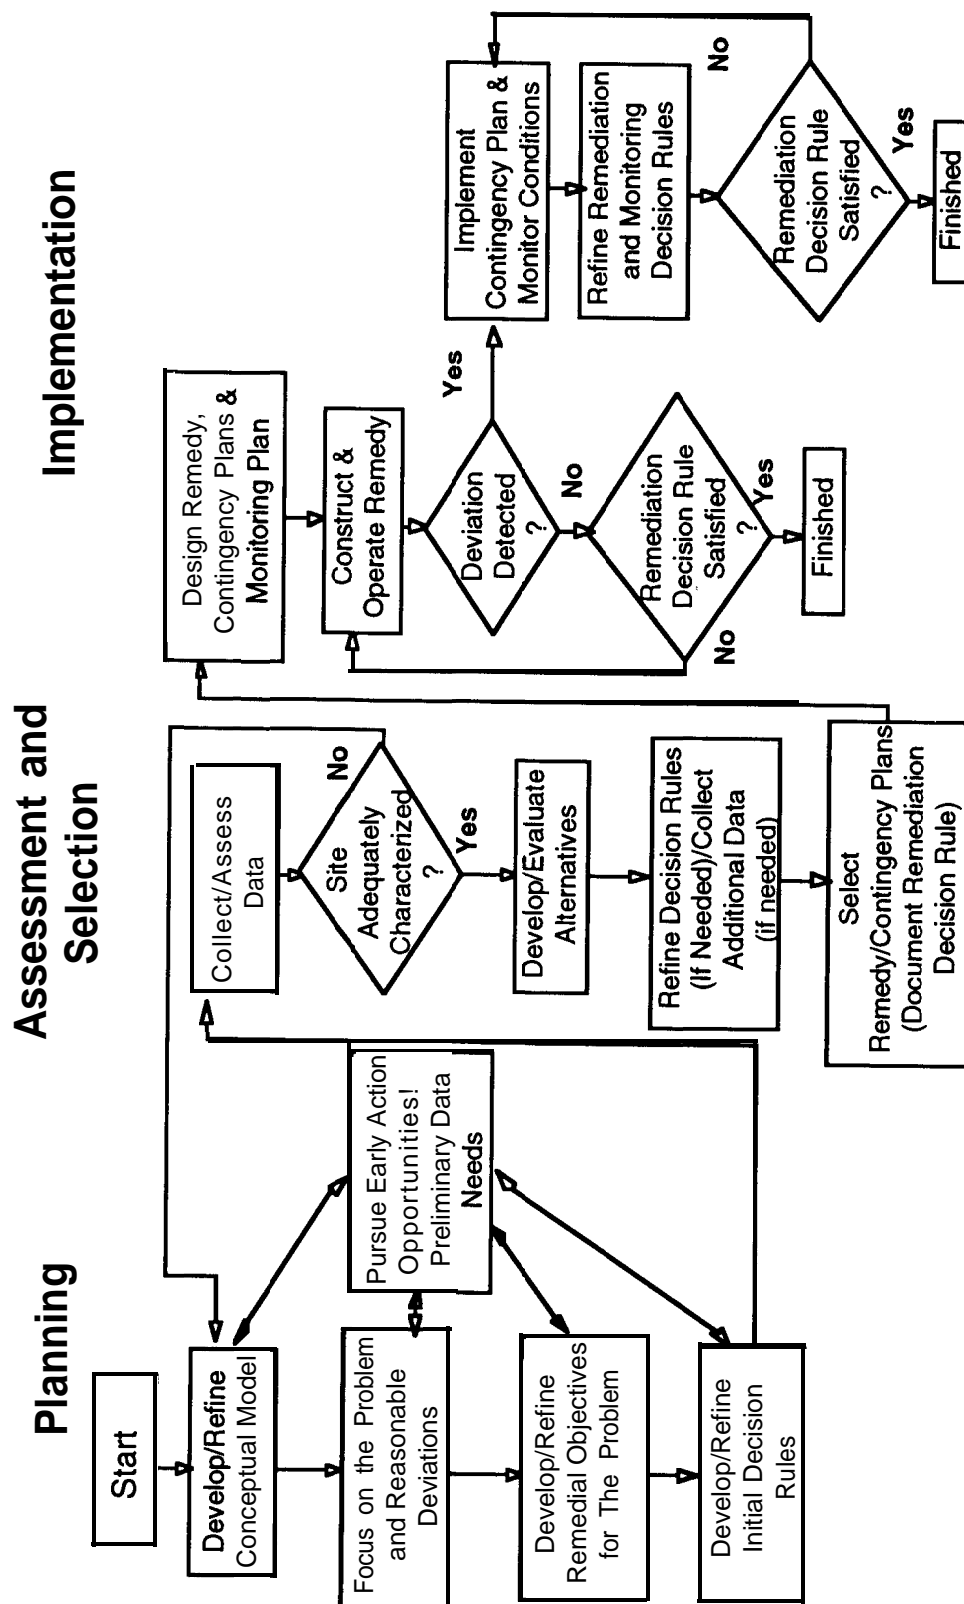 Planning
Start
Develop/Refine
Conceptual Model
Focus on the Problem
and Reasonable
Deviations
Develop/Refine
Remedial Objectives
for The Problem
Develop/Refine
Initial Decision
Rules
Pursue Early Action
Opportunities!
Preliminary Data
Needs
Assessment and
Selection
Collect/Assess
Data
Site
Adequately
Characterized
?
No
Yes
Develop/Evaluate
Alternatives
Refine Decision Rules
(If Needed)/Collect
Additional Data
(if needed)
Select
Remedy/Contingency Plans
(Document Remediation
Decision Rule)
Implementation
Design Remedy,
Contingency Plans &
Monitoring Plan
Construct &
Operate Remedy
Deviation
Detected
?
Yes
No
Remediation
Decision Rule
Satisfied
?
No
Yes
Finished
Implement
Contingency Plan &
Monitor Conditions
Refine Remediation
and Monitoring
Decision Rules
Remediation
Decision Rule
Satisfied
?
No
Yes
Finished